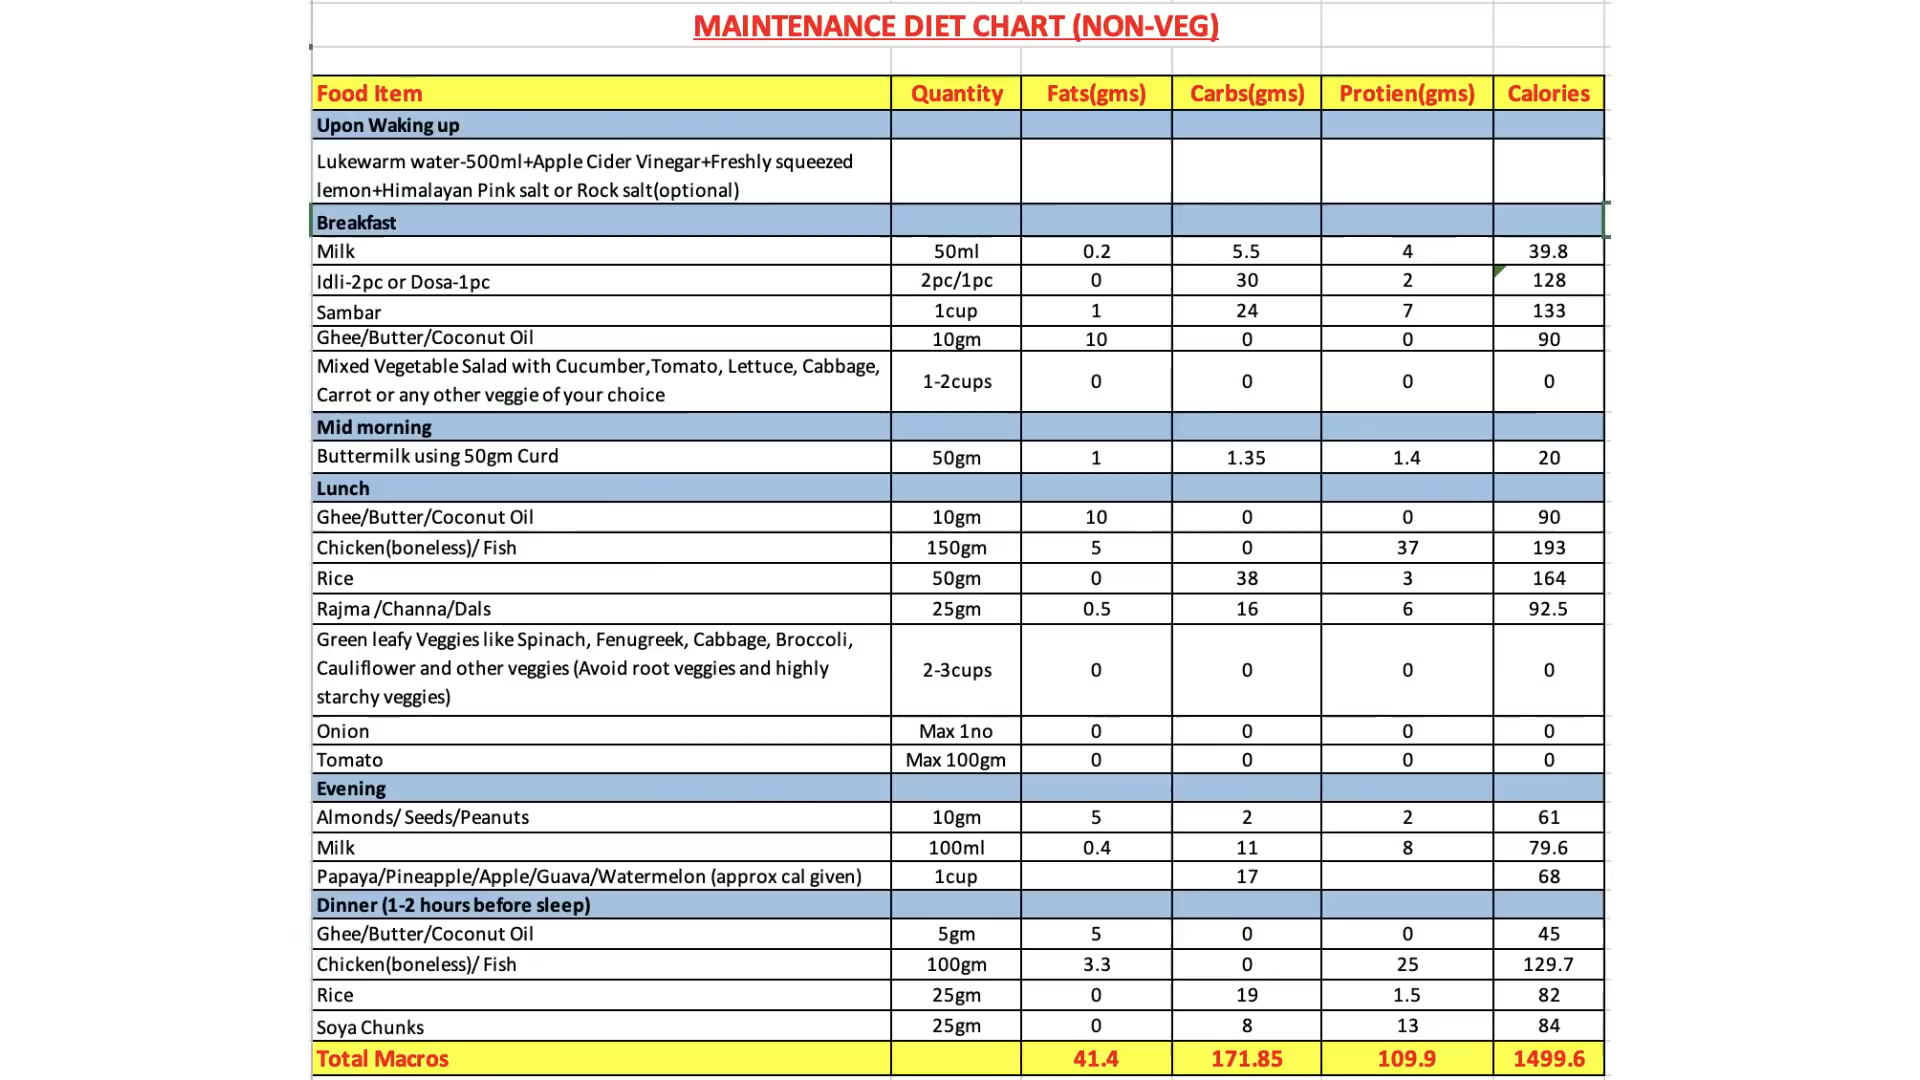 MAINTENANCE DIET CHART (NON-VEG)
Food Item Quantity Fats(gms) Carbs(gms) Protien(gms) Calories
Upon Waking up
Lukewarm water-500ml+Apple Cider Vinegar+Freshly squeezed
lemon+Himalayan Pink salt or Rock salt(optional)
Breakfast
Milk 50ml 0.2 5.5 4 39.8
Idli-2pc or Dosa-1pc 2pc/1pc 0 30 2 128
Sambar 1cup 1 24 7 133
Ghee/Butter/Coconut Oil 10gm 10 0 0 90
Mixed Vegetable Salad with Cucumber,Tomato, Lettuce, Cabbage,
Carrot or any other veggie of your choice 1-2cups 0 0 0 0
Mid morning
Buttermilk using 50gm Curd 50gm 1 1.35 1.4 20
Lunch
Ghee/Butter/Coconut Oil 10gm 10 0 0 90
Chicken(boneless)/ Fish 150gm 5 0 37 193
Rice 50gm 0 38 3 164
Rajma /Channa/Dals 25gm 0.5 16 6 92.5
Green leafy Veggies like Spinach, Fenugreek, Cabbage, Broccoli,
Cauliflower and other veggies (Avoid root veggies and highly 2-3cups 0 0 0 0
starchy veggies)
Onion Max 1no 0 0 0 0
Tomato Max 100gm 0 0 0 0
Evening
Almonds/ Seeds/Peanuts 10gm 5 2 2 61
Milk 100ml 0.4 11 8 79.6
Papaya/Pineapple/Apple/Guava/Watermelon (approx cal given) 1cup 17 68
Dinner (1-2 hours before sleep)
Ghee/Butter/Coconut Oil 5gm 5 0 0 45
Chicken(boneless)/ Fish 100gm 3.3 0 25 129.7
Rice 25gm 0 19 1.5 82
Soya Chunks 25gm 0 8 13 84
Total Macros 41.4 171.85 109.9 1499.6